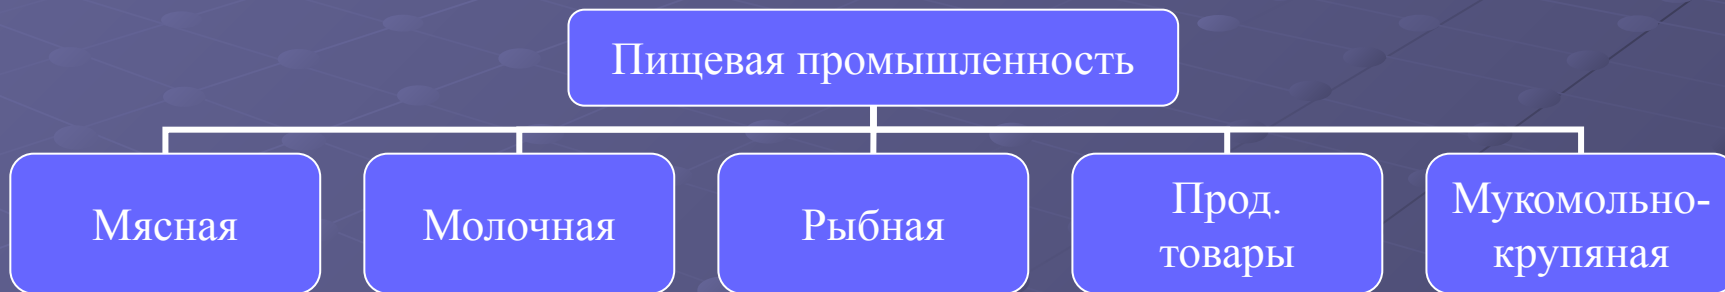 Пищевая промышленность
Мясная
Молочная
Рыбная
Прод.
товары
Мукомольно-
крупяная